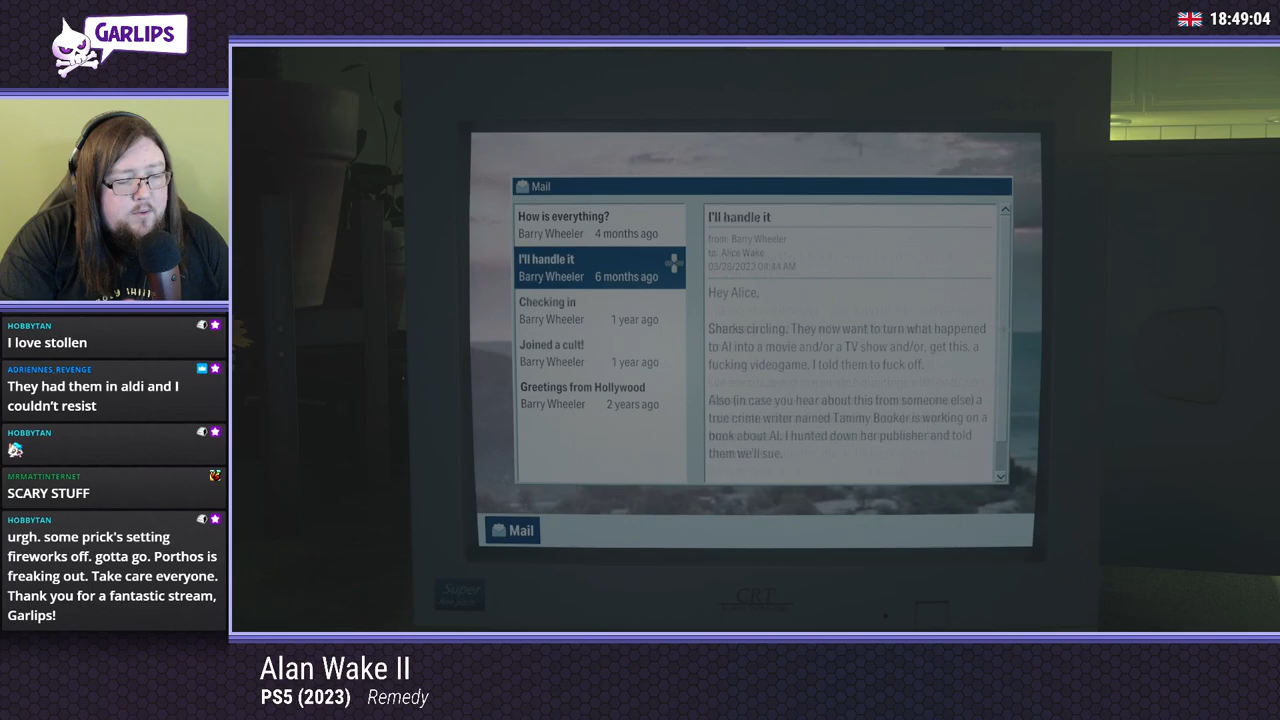 GARLIPS
18:49:04
HOBBYTAN
I love stollen
ADRIENNES_REVENGE
They had them in aldi and I
couldn't resist
HOBBYTAN
MRMATTINTERNET
SCARY STUFF
HOBBYTAN
urgh. some prick's setting
fireworks off. gotta go. Porthos is
freaking out. Take care everyone.
Thank you for a fantastic stream,
Garlips!
Mail
How is everything?
Barry Wheeler 4 months ago
I'll handle it
Barry Wheeler 6 months ago
Checking in
Barry Wheeler 1 year ago
Joined a cult!
Barry Wheeler 1 year ago
Greetings from Hollywood
Barry Wheeler 2 years ago
I'll handle it
from: Barry Wheeler
to: Alice Wake
03/28/2023 04:44 AM
Hey Alice,
Sharks circling. They now want to turn what happened
to Al into a movie and/or a TV show and/or, get this, a
fucking videogame. I told them to fuck off.
Also (in case you hear about this from someone else) a
true crime writer named Tammy Booker is working on a
book about Al. I hunted down her publisher and told
them we'll sue.
Mail
Super
CRT
Alan Wake II
PS5 (2023) Remedy